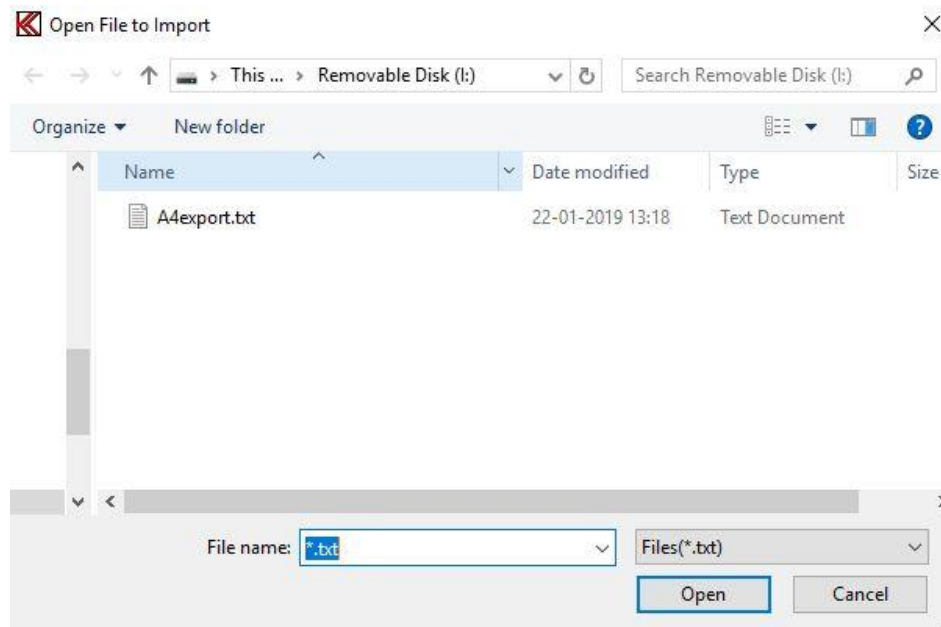 Open File to Import
This ... > Removable Disk (I:)
Search Removable Disk (I:)
Organize
New folder
Name
Date modified
Type
Size
A4export.txt
22-01-2019 13:18
Text Document
File name:
*.txt
Files(*.txt)
Open
Cancel